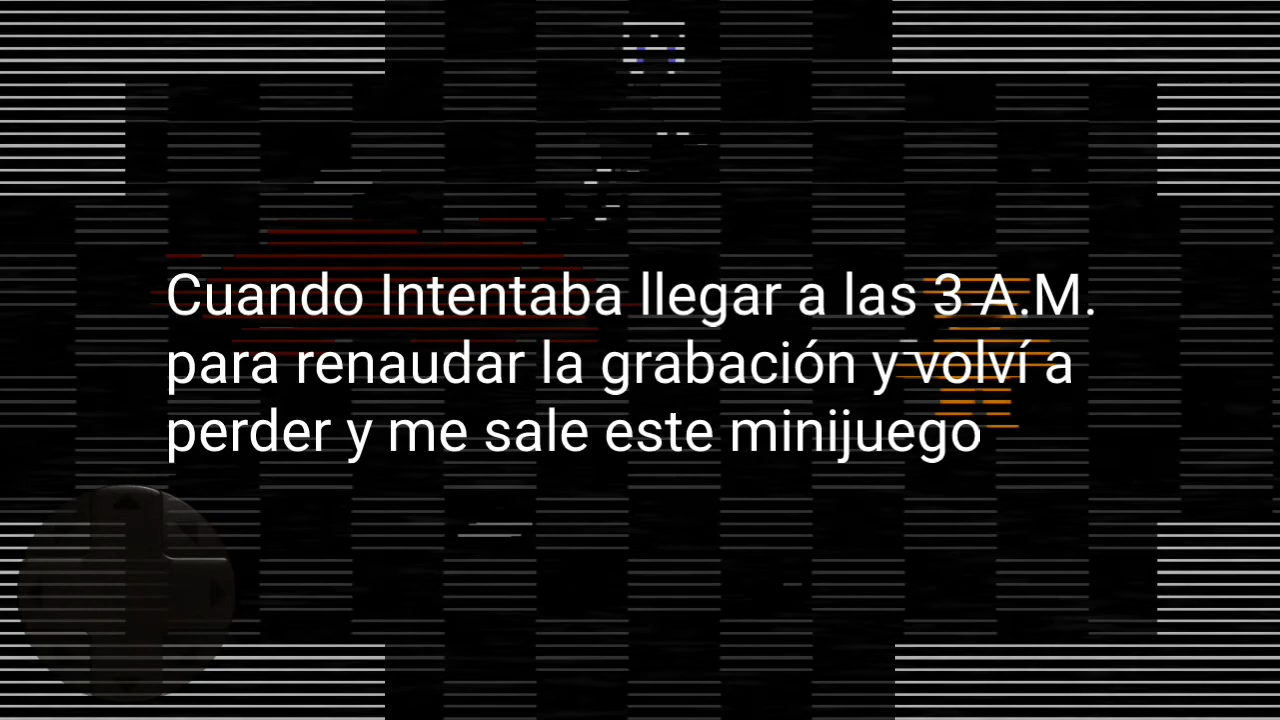 Cuando Intentaba llegar a las 3 A.M.
para renaudar la grabación y volví a
perder y me sale este minijuego